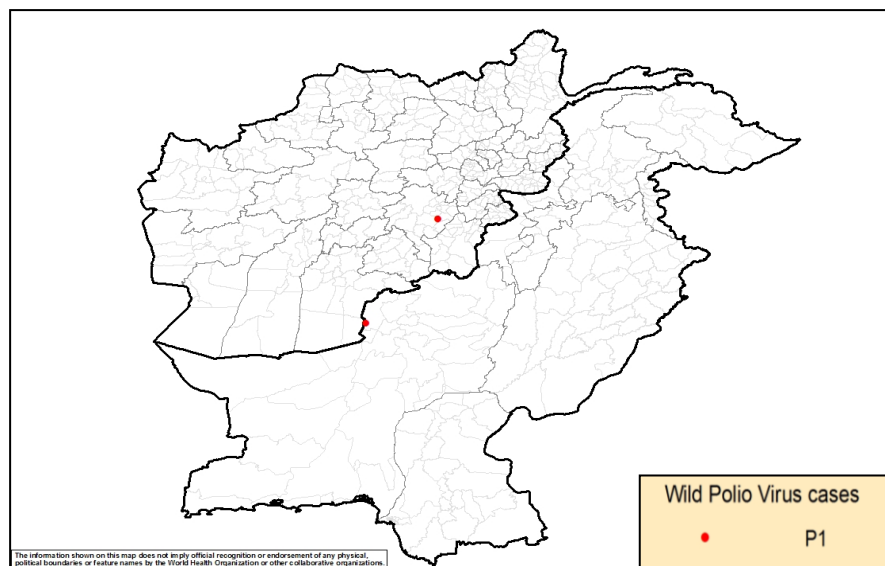 Wild Polio Virus cases
P1
The information shown on this map does not imply official recognition or endorsement of any physical,
political boundaries or feature names by the World Health Organization or other collaborative organizations.